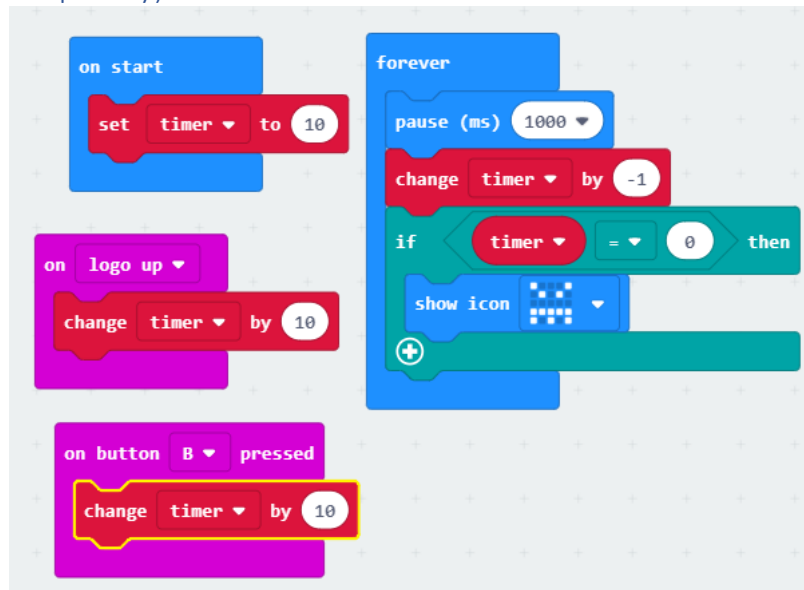 on start
set timer to 10
forever
pause (ms) 1000
change timer by -1
if timer = 0 then
show icon
on logo up
change timer by 10
on button B pressed
change timer by 10